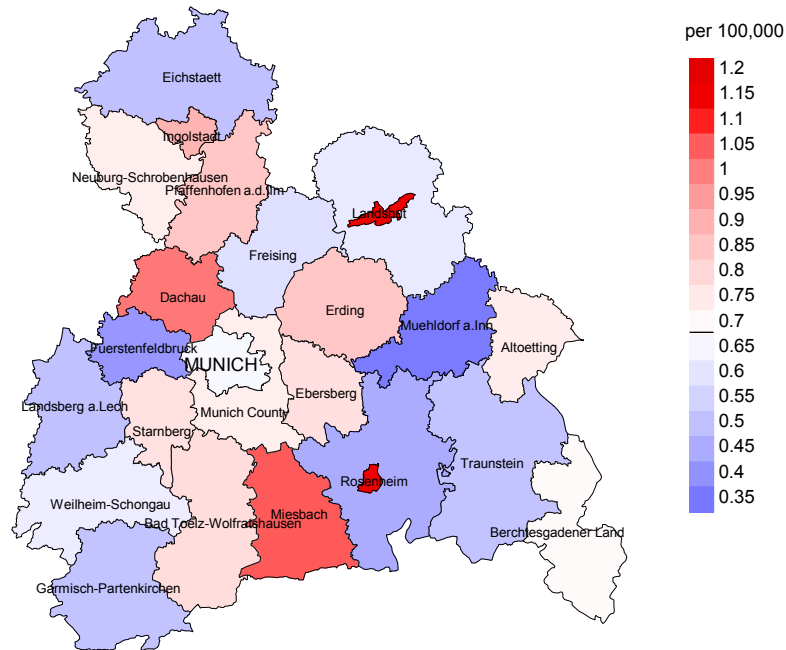 per 100,000
1.2
1.15
1.1
1.05
1
0.95
0.9
0.85
0.8
0.75
0.7
0.65
0.6
0.55
0.5
0.45
0.4
0.35
Eichstaett
Ingolstadt
Neuburg-Schrobenhausen
Pfaffenhofen a.d.Ilm
Landshut
Freising
Dachau
Erding
Muehldorf a.Inn
Altoetting
Fuerstenfeldbruck
MUNICH
Ebersberg
Landsberg a.Lech
Munich County
Starnberg
Traunstein
Rosenheim
Weilheim-Schongau
Miesbach
Bad Toelz-Wolfratshausen
Berchtesgadener Land
Garmisch-Partenkirchen